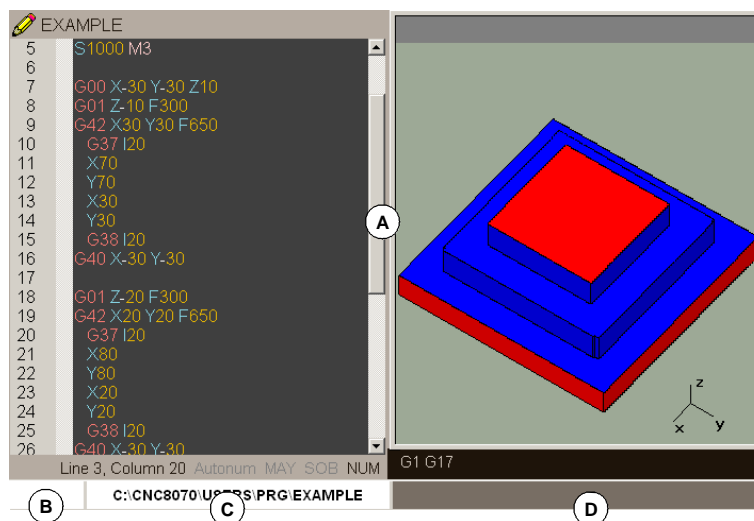 EXAMPLE
5 S1000 M3
6
7 G00 X-30 Y-30 Z10
8 G01 Z-10 F300
9 G42 X30 Y30 F650
10 G37 I20
11 X70
12 Y70
13 X30
14 Y30
15 G38 I20
16 G40 X-30 Y-30
17
18 G01 Z-20 F300
19 G42 X20 Y20 F650
20 G37 I20
21 X80
22 Y80
23 X20
24 Y20
25 G38 I20
26 G40 X-30 Y-30
Line 3, Column 20 Autonum MAY SOB NUM
A
z
x y
G1 G17
C:\CNC8070\USERS\PRG\EXAMPLE
B C D